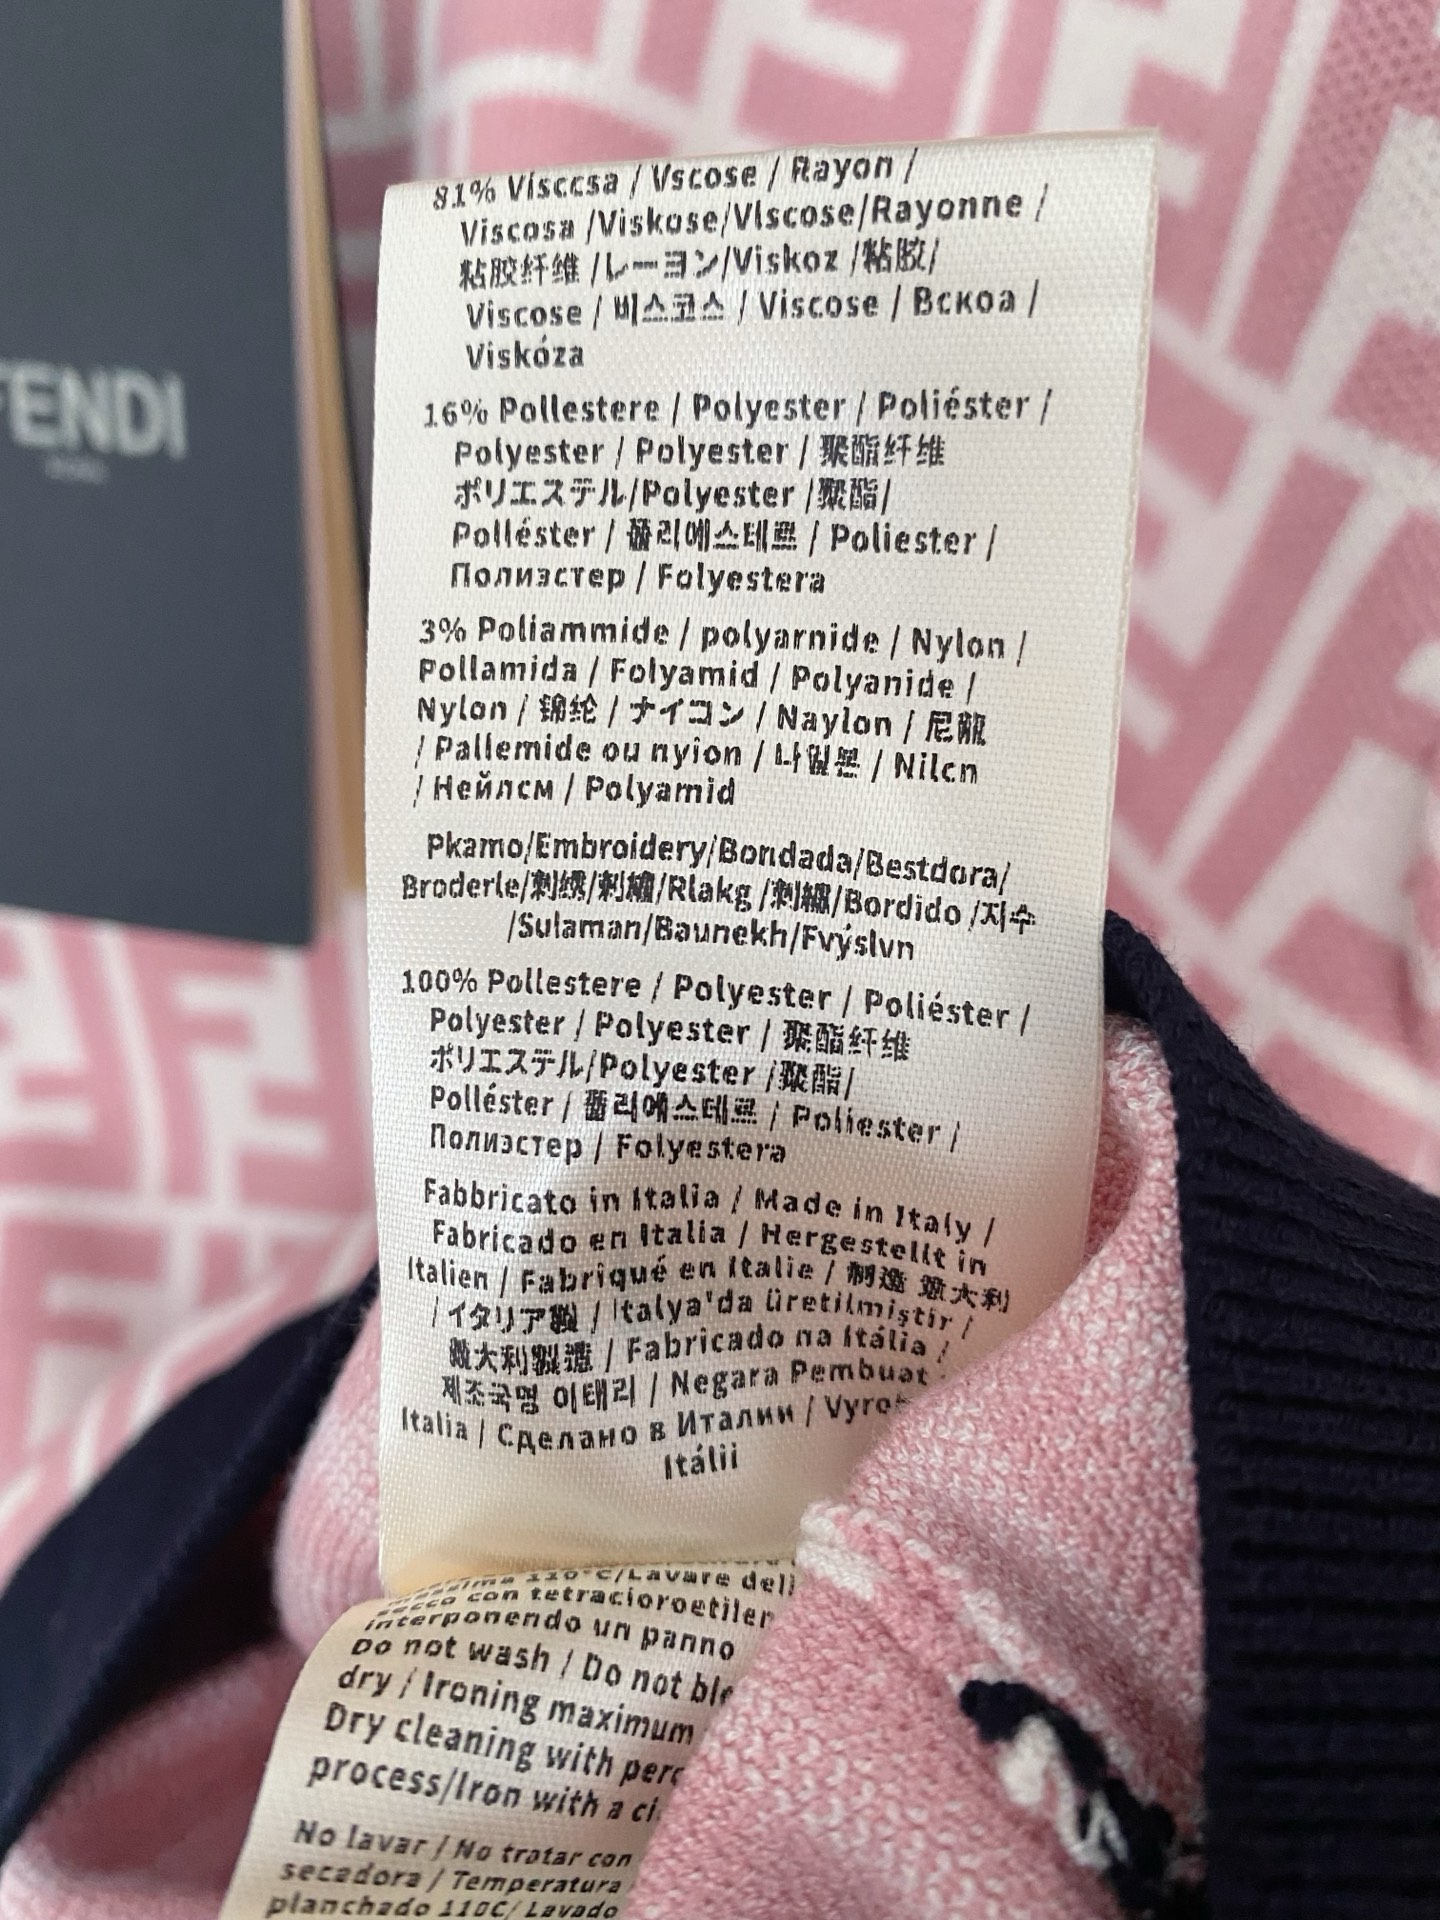 FENDI
81% Visccsa / Vscose / Rayon /
Viscosa /Viskose/Vlscose/Rayonne /
粘胶纤维 /レーヨン/Viskoz /粘胶/
Viscose / 비스코스 / Viscose / Вскоа /
Viskóza
16% Pollestere / Polyester / Poliéster /
Polyester / Polyester / 聚酯纤维
ポリエステル/Polyester /聚酯/
Polléster / 폴리에스테르 / Poliester /
Полиэстер / Folyestera
3% Poliammide / polyarnide / Nylon /
Pollamida / Folyamid / Polyanide /
Nylon / 锦纶 / ナイコン / Naylon / 尼龍
/ Pallemide ou nyion / 나일론 / Nilcn
/ Нейлсм / Polyamid
Pkamo/Embroidery/Bondada/Bestdora/
Broderle/刺绣/刺繡/Rlakg /刺繡/Bordido /지수
/Sulaman/Baunekh/Fvýslvn
100% Pollestere / Polyester / Poliéster /
Polyester / Polyester / 聚酯纤维
ポリエステル/Polyester /聚酯/
Polléster / 폴리에스테르 / Poliester /
Полиэстер / Folyestera
Fabbricato in Italia / Made in Italy /
Fabricado en Italia / Hergestellt in
Italien / Fabriqué en Italie / 制造 意大利
/ イタリア製 / Italya'da üretilmiştir /
義大利製造 / Fabricado na Itália /
제조국명 이태리 / Negara Pembuat
Italia / Сделано в Италии / Vyrob
Itálii
massima 110°C/Lavare dell
secco con tetracloroetilen
interponendo un panno
Do not wash / Do not ble
dry / Ironing maximum
Dry cleaning with perc
process/Iron with a cl
No lavar / No tratar con
secadora / Temperatura
planchado 110C/ Lavado